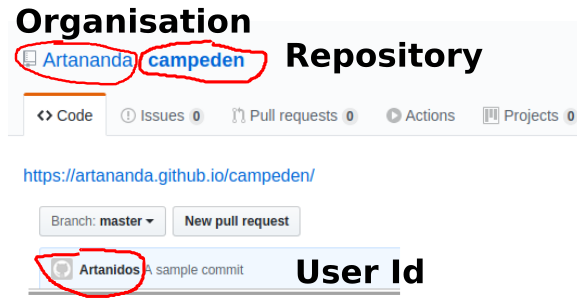 Organisation
Artananda campeden Repository
Code Issues 0 Pull requests 0 Actions Projects 0
https://artananda.github.io/campeden/
Branch: master New pull request
Artanidos A sample commit User Id